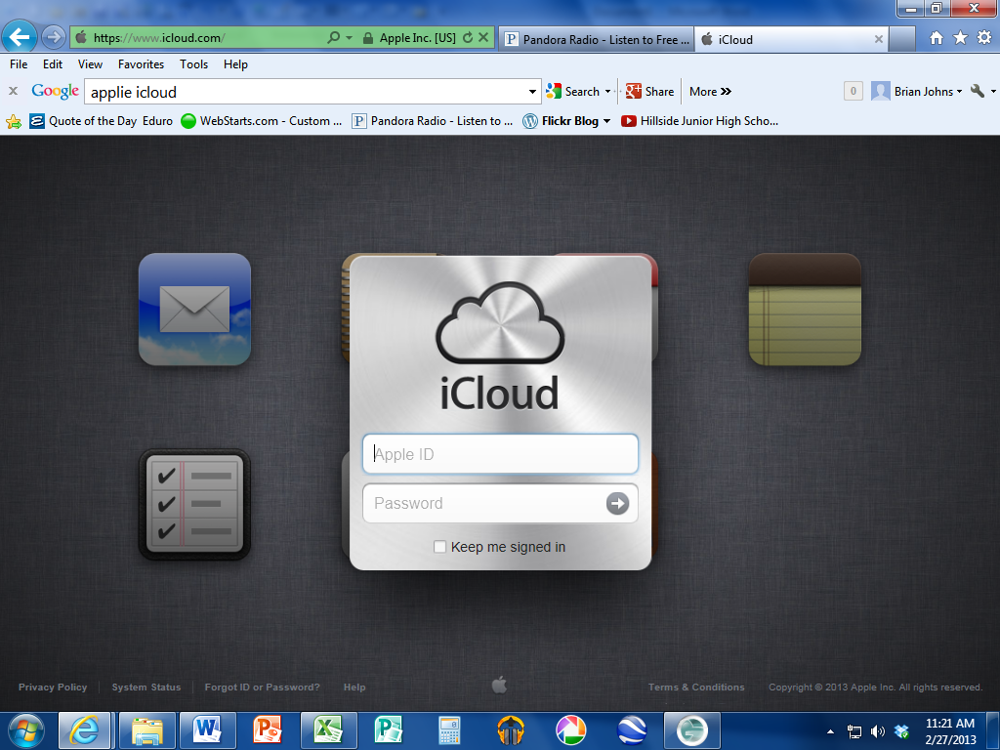 https://www.icloud.com/
Apple Inc. [US]
Pandora Radio - Listen to Free ...
iCloud
File Edit View Favorites Tools Help
Google
applie icloud
Search
Share
More »
0
Brian Johns
Quote of the Day Eduro
WebStarts.com - Custom ...
Pandora Radio - Listen to ...
Flickr Blog
Hillside Junior High Scho...
iCloud
Apple ID
Password
Keep me signed in
Privacy Policy
System Status
Forgot ID or Password?
Help
Terms & Conditions
Copyright © 2013 Apple Inc. All rights reserved.
11:21 AM
2/27/2013